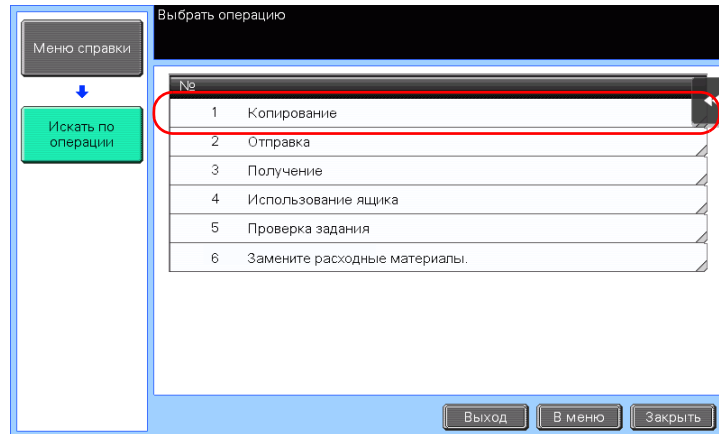 Выбрать операцию
Меню справки
Искать по
операции
№
1 Копирование
2 Отправка
3 Получение
4 Использование ящика
5 Проверка задания
6 Замените расходные материалы.
Выход В меню Закрыть